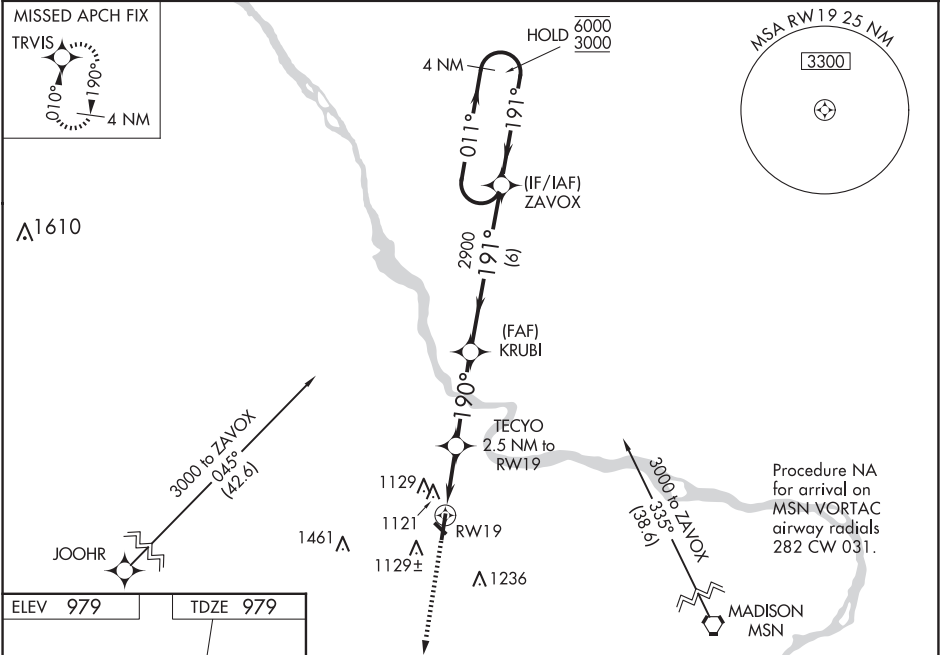 MISSED APCH FIX
TRVIS
010°
190°
4 NM
HOLD
6000
3000
4 NM
011°
191°
MSA RW19 25 NM
3300
(IF/IAF)
ZAVOX
1610
2900
191°
(6)
(FAF)
KRUBI
190°
TECYO
2.5 NM to
RW19
3000 to ZAVOX
045°
(42.6)
JOOHR
1129
1121
RW19
1461
1129±
1236
3000 to ZAVOX
335°
(38.6)
MADISON
MSN
Procedure NA
for arrival on
MSN VORTAC
airway radials
282 CW 031.
ELEV 979
TDZE 979